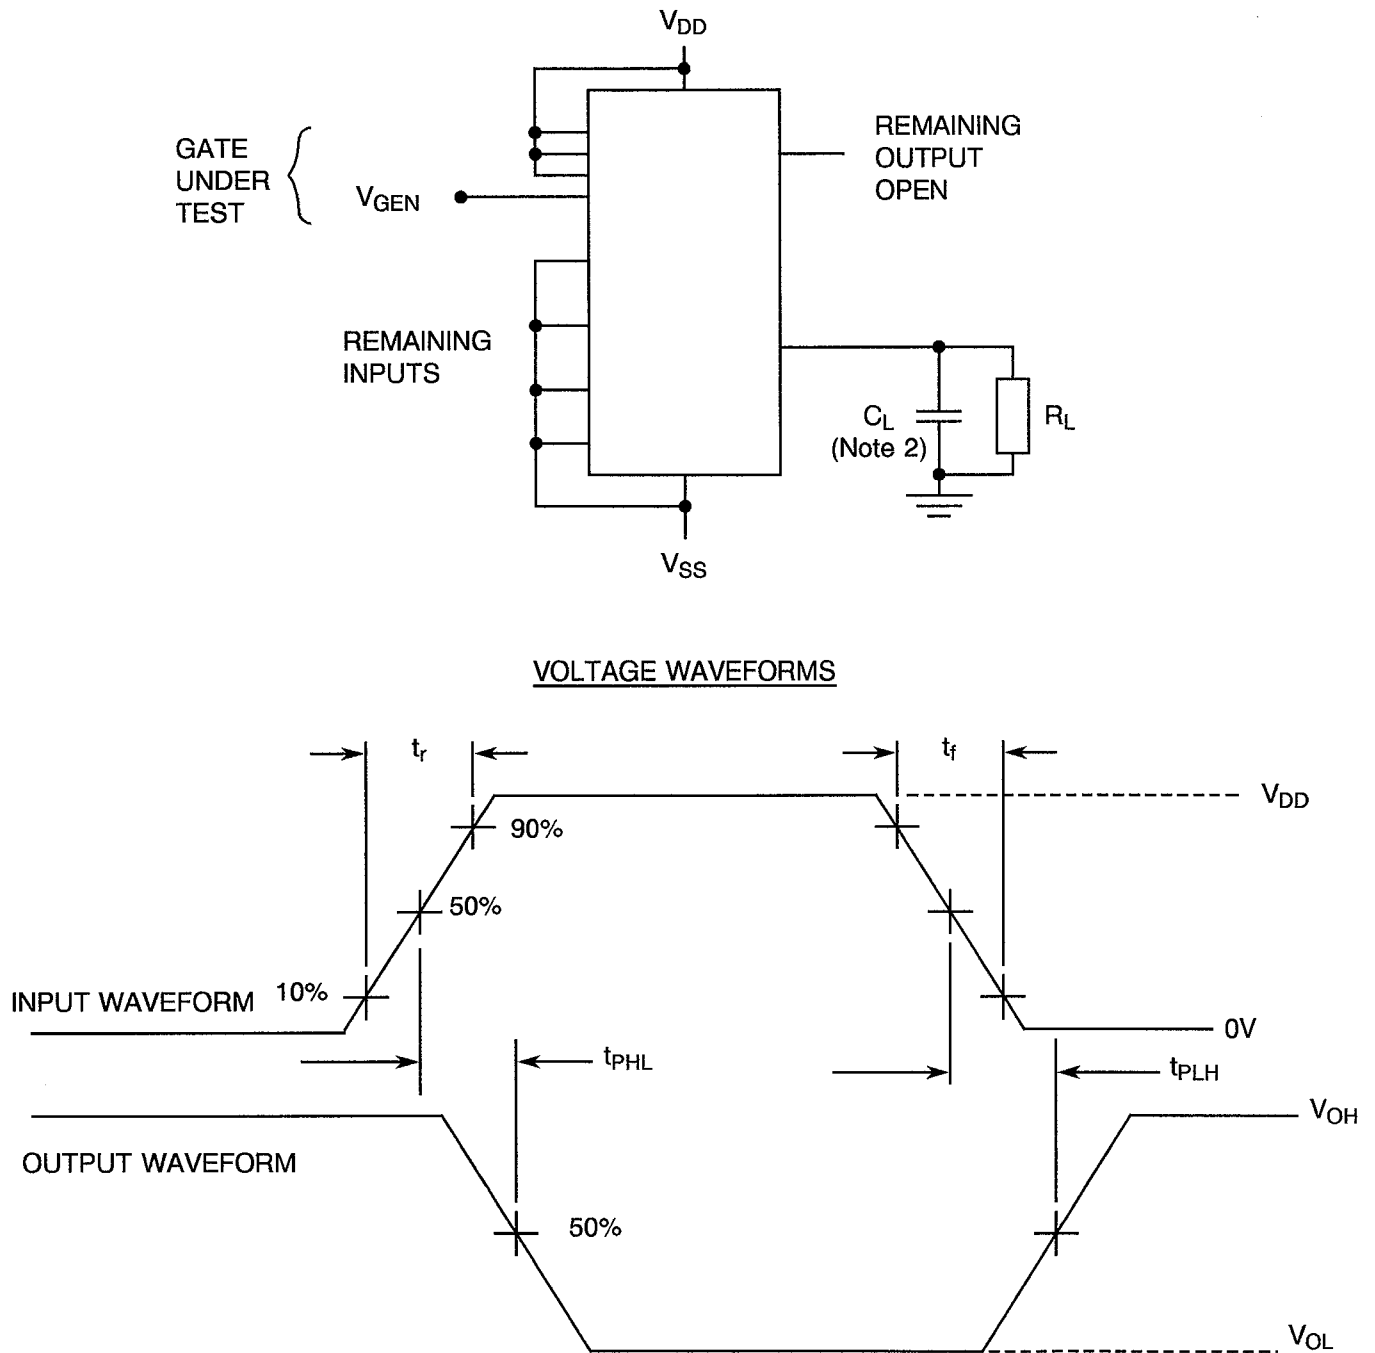 VDD
GATE
UNDER
TEST
VGEN
REMAINING
OUTPUT
OPEN
REMAINING
INPUTS
CL
(Note 2)
RL
VSS
VOLTAGE WAVEFORMS
tr
tf
VDD
90%
50%
INPUT WAVEFORM
10%
0V
tPHL
tPLH
VOH
OUTPUT WAVEFORM
50%
VOL